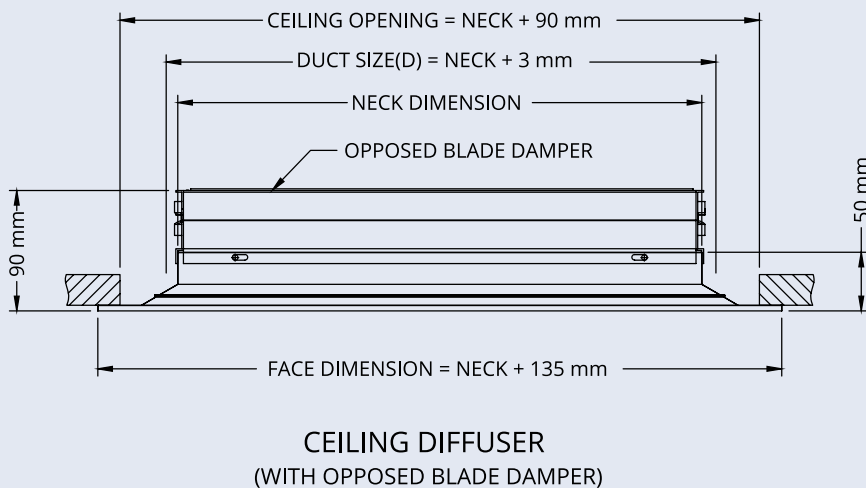 CEILING OPENING = NECK + 90 mm
DUCT SIZE(D) = NECK + 3 mm
NECK DIMENSION
OPPOSED BLADE DAMPER
90 mm
50 mm
FACE DIMENSION = NECK + 135 mm
CEILING DIFFUSER
(WITH OPPOSED BLADE DAMPER)